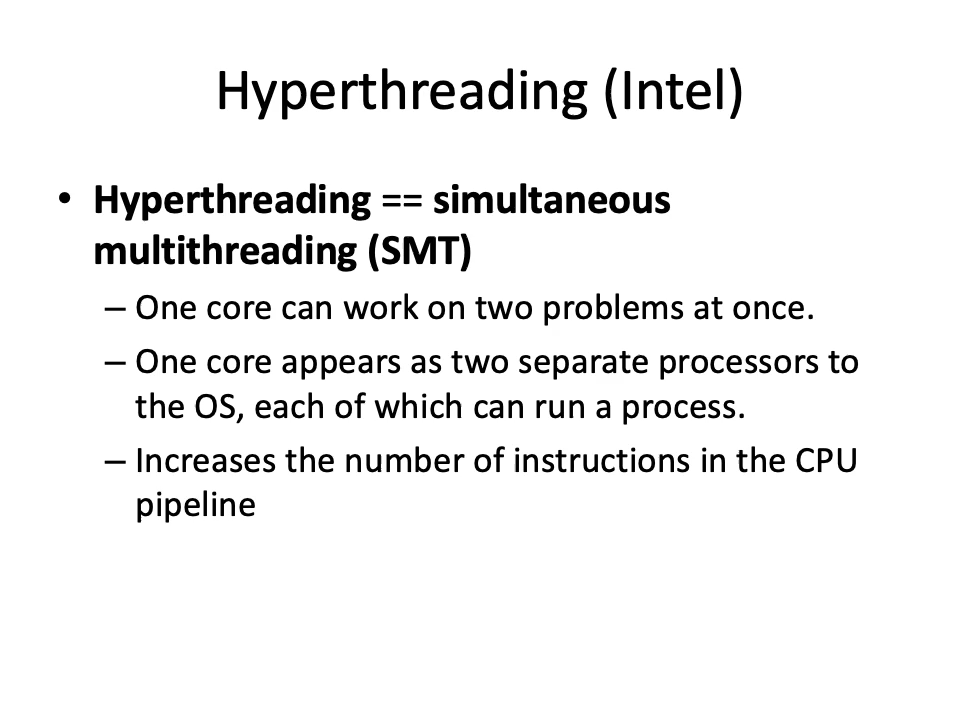 Hyperthreading (Intel)
• Hyperthreading == simultaneous
multithreading (SMT)
– One core can work on two problems at once.
– One core appears as two separate processors to
the OS, each of which can run a process.
– Increases the number of instructions in the CPU
pipeline